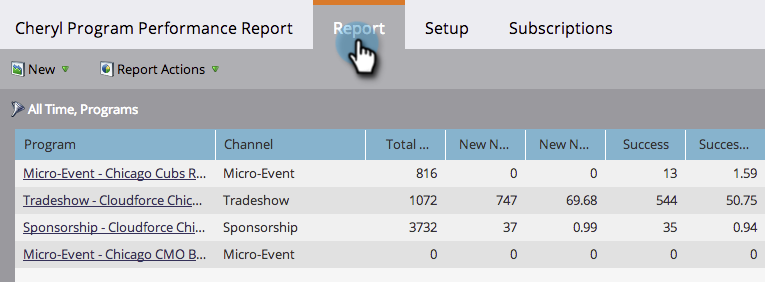 Cheryl Program Performance Report Report Setup Subscriptions
New Report Actions
All Time, Programs
Program Channel Total ... New N... New N... Success Succes...
Micro-Event - Chicago Cubs R... Micro-Event 816 0 0 13 1.59
Tradeshow - Cloudforce Chic... Tradeshow 1072 747 69.68 544 50.75
Sponsorship - Cloudforce Chi... Sponsorship 3732 37 0.99 35 0.94
Micro-Event - Chicago CMO B... Micro-Event 0 0 0 0 0